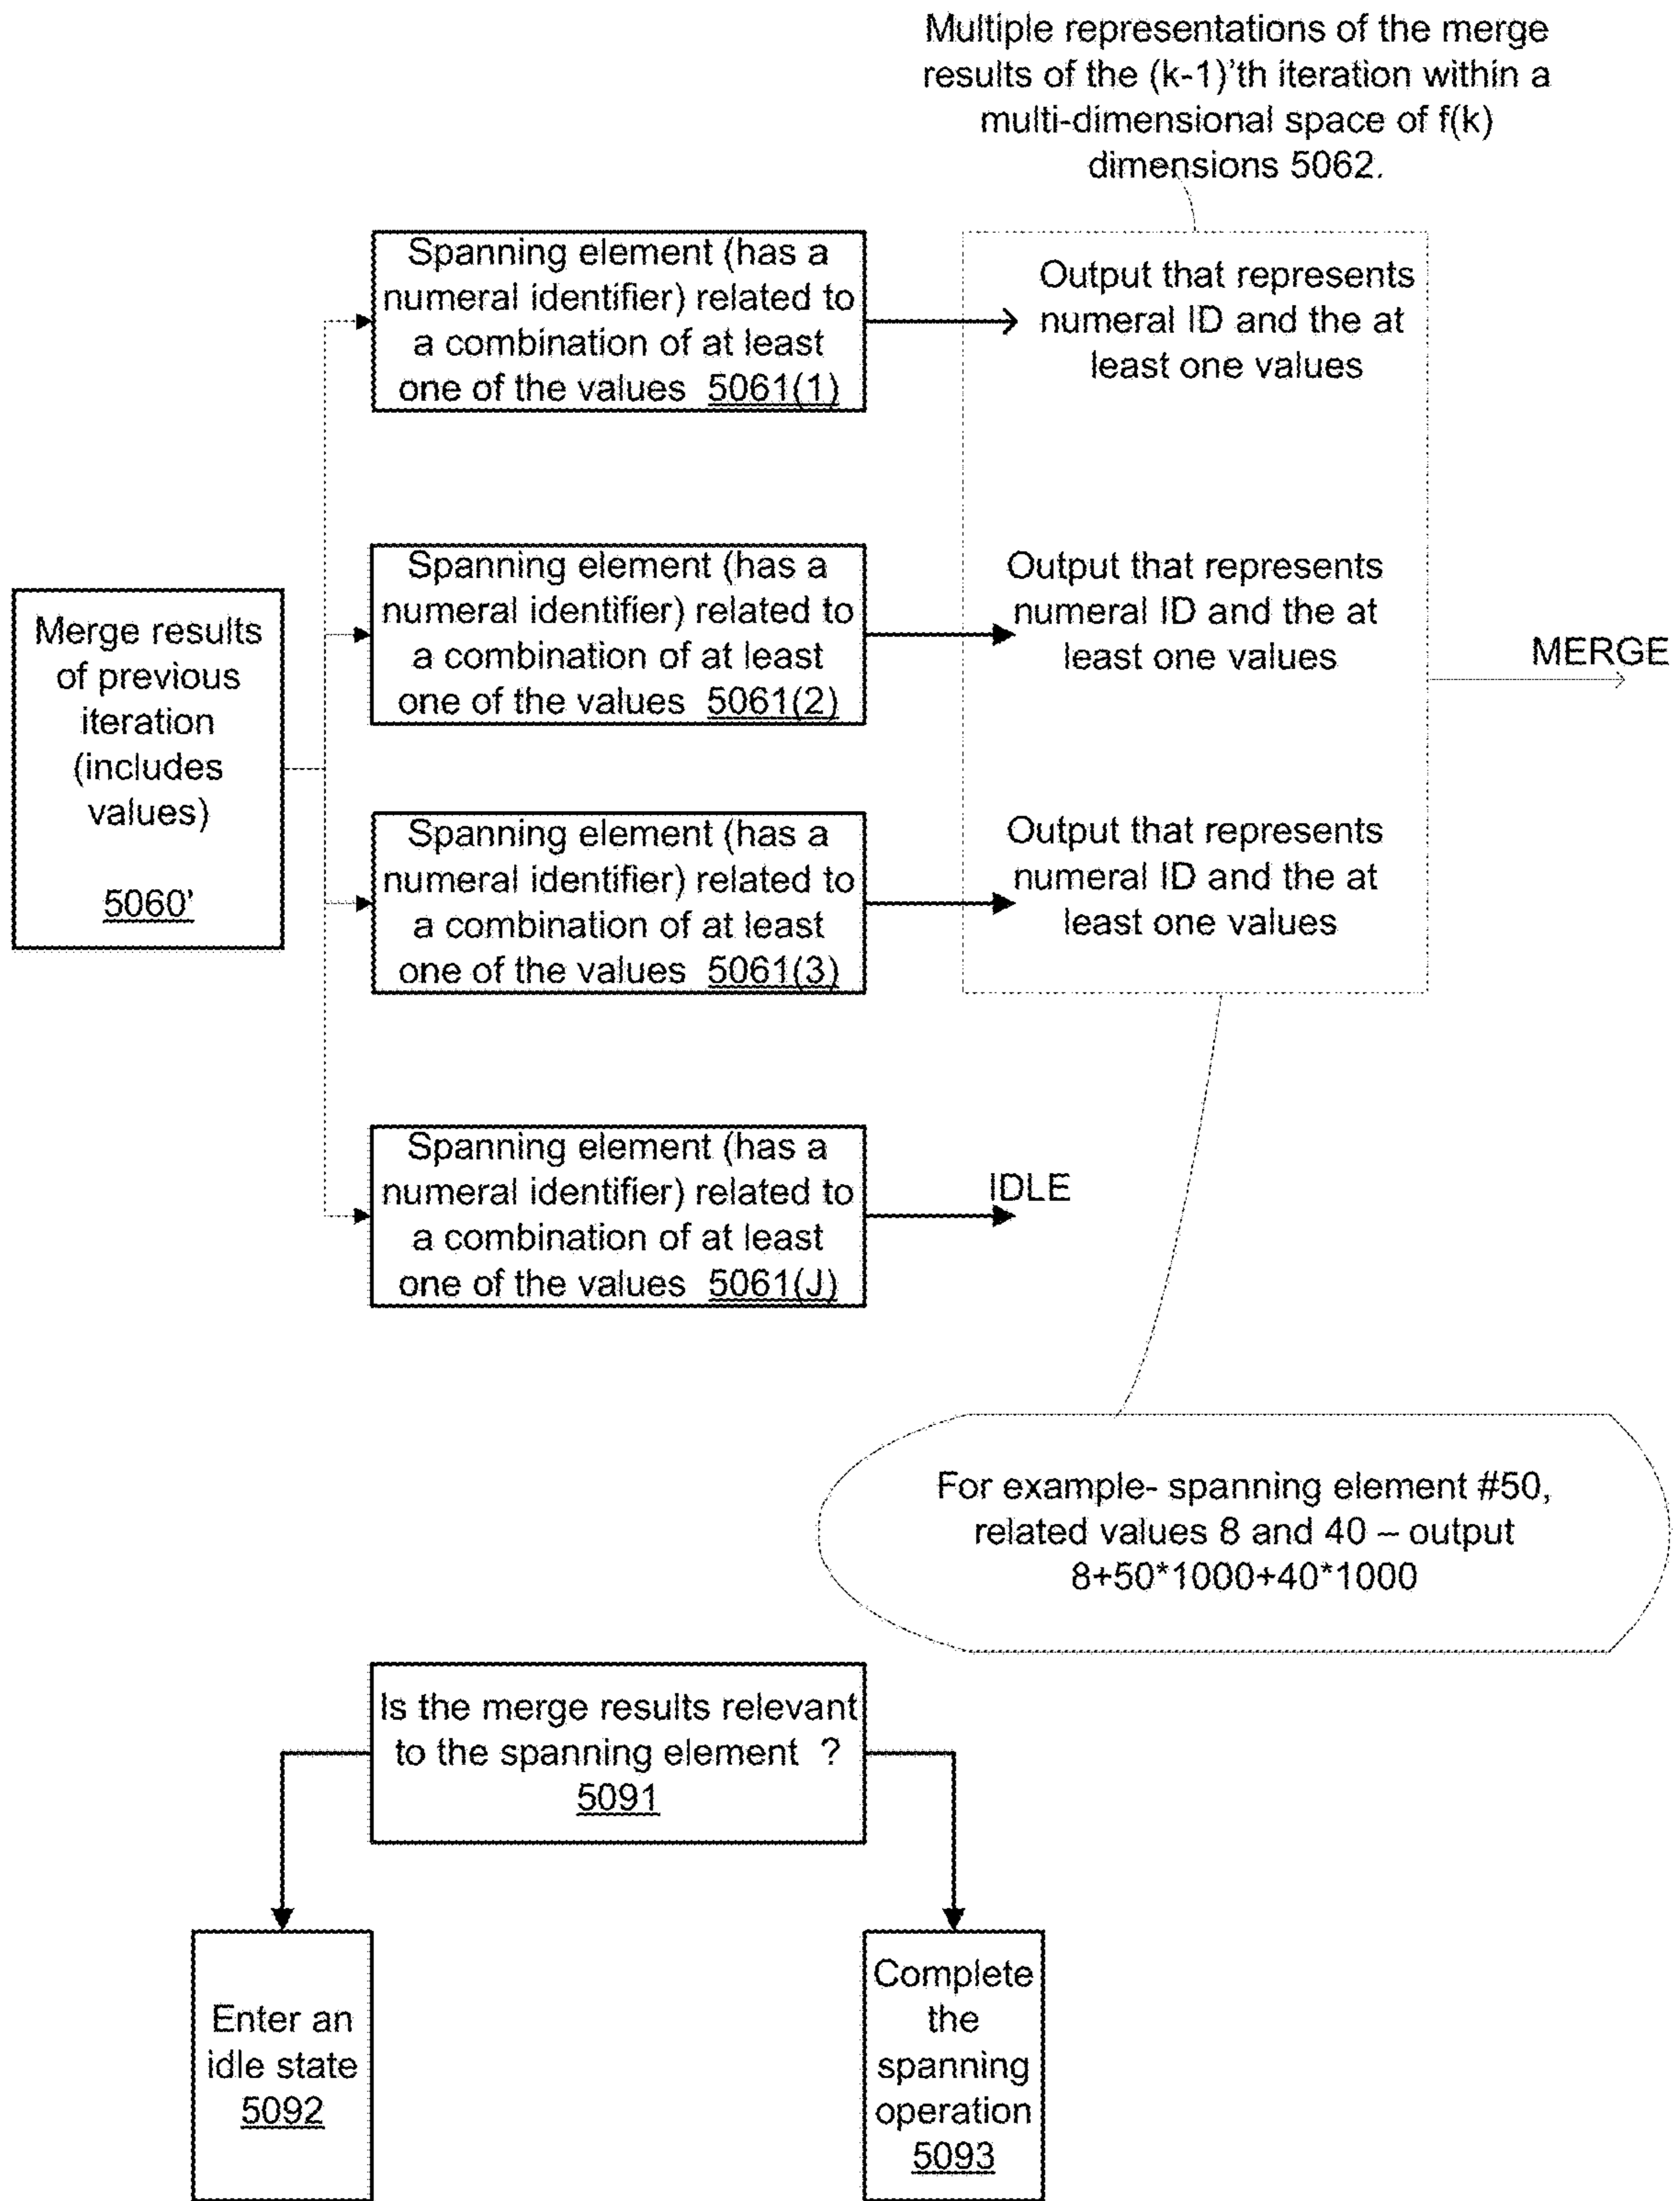 Multiple representations of the merge
results of the (k-1)'th iteration within a
multi-dimensional space of f(k)
dimensions 5062.
Spanning element (has a
numeral identifier) related to
a combination of at least
one of the values 5061(1)
Output that represents
numeral ID and the at
least one values
Merge results
of previous
iteration
(includes
values)
5060'
Spanning element (has a
numeral identifier) related to
a combination of at least
one of the values 5061(2)
Output that represents
numeral ID and the at
least one values
MERGE
Spanning element (has a
numeral identifier) related to
a combination of at least
one of the values 5061(3)
Output that represents
numeral ID and the at
least one values
Spanning element (has a
numeral identifier) related to
a combination of at least
one of the values 5061(J)
IDLE
For example- spanning element #50,
related values 8 and 40 – output
8+50*1000+40*1000
Is the merge results relevant
to the spanning element ?
5091
Enter an
idle state
5092
Complete
the
spanning
operation
5093